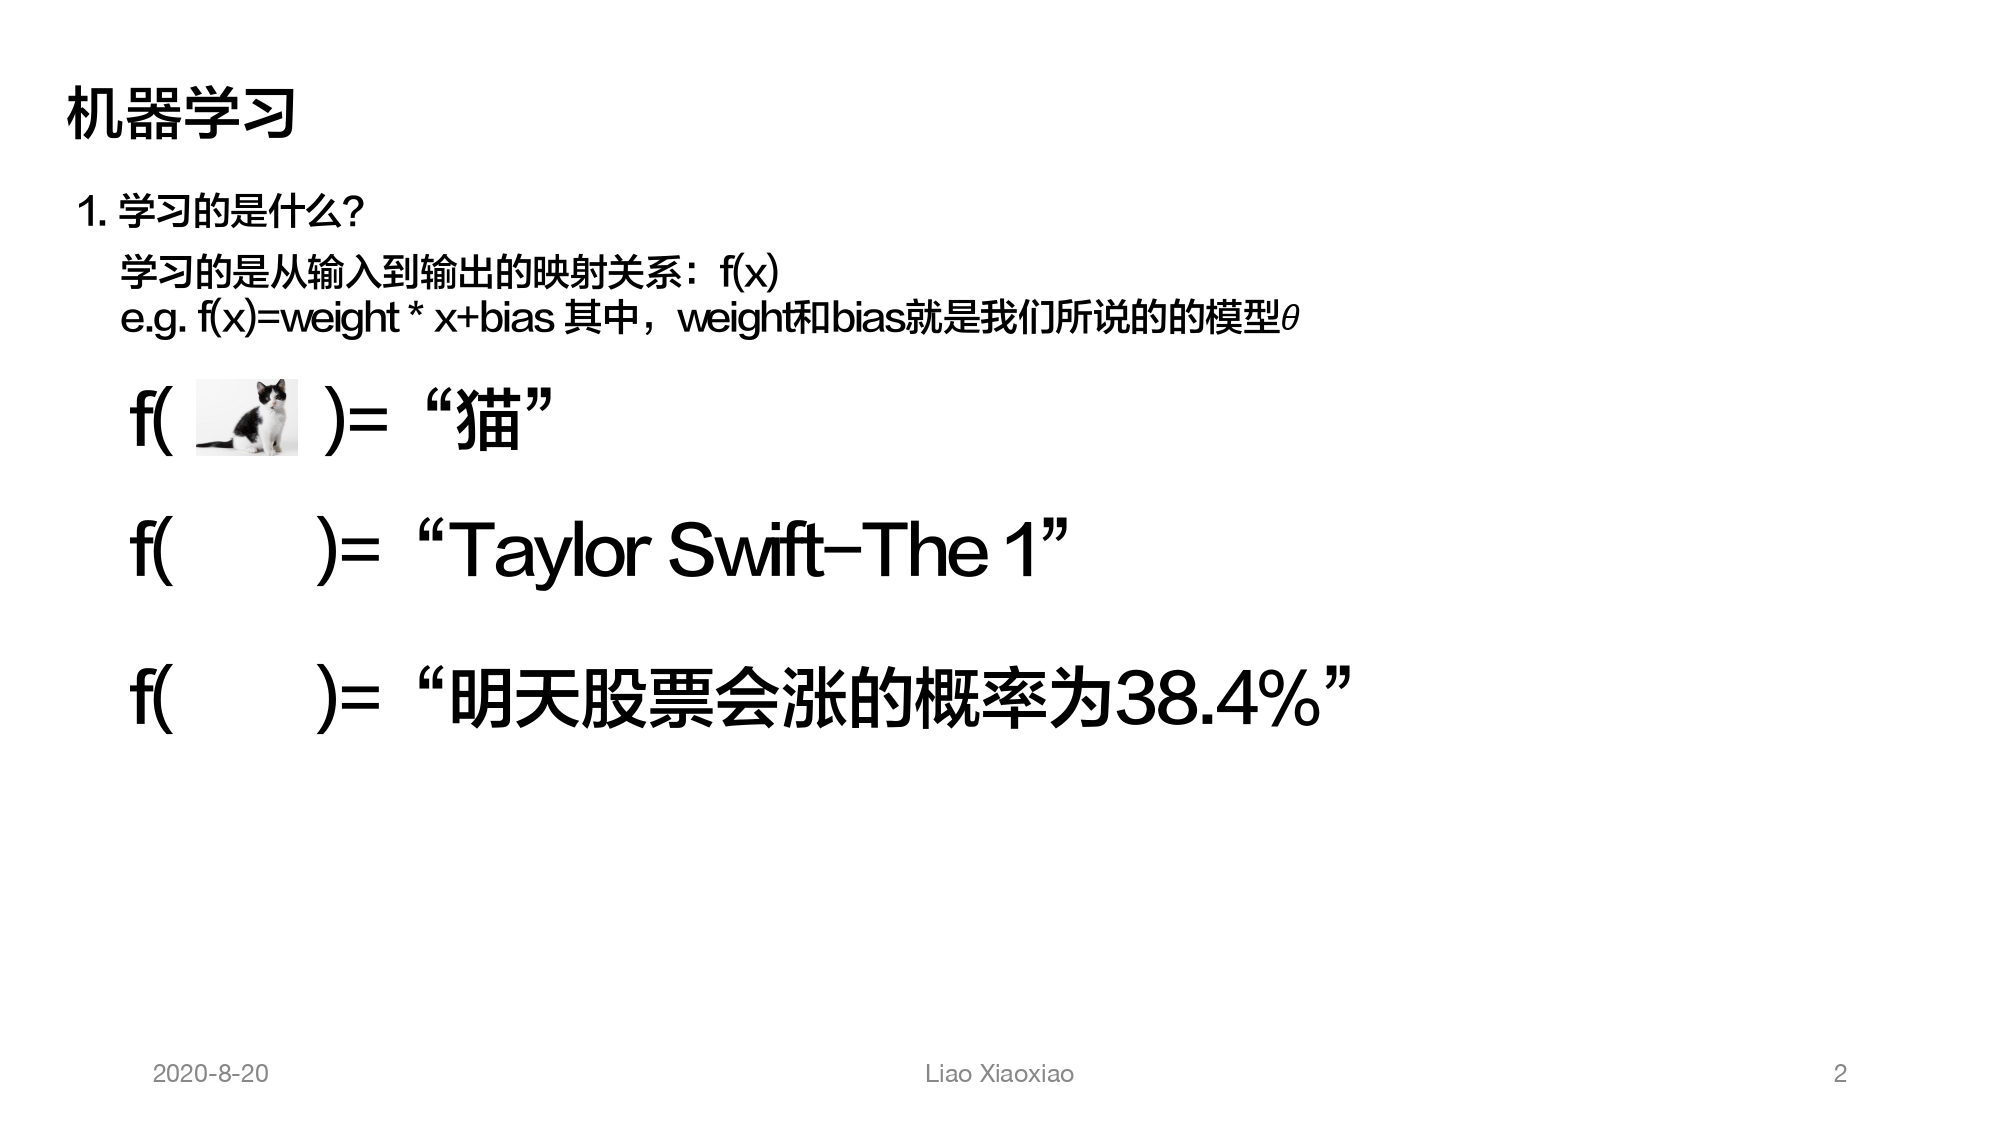 机器学习
1. 学习的是什么?
学习的是从输入到输出的映射关系：f(x)
e.g. f(x)=weight * x+bias 其中，weight和bias就是我们所说的的模型θ
f( )=“猫”
f( )=“Taylor Swift–The 1”
f( )=“明天股票会涨的概率为38.4%”
2020-8-20 Liao Xiaoxiao 2